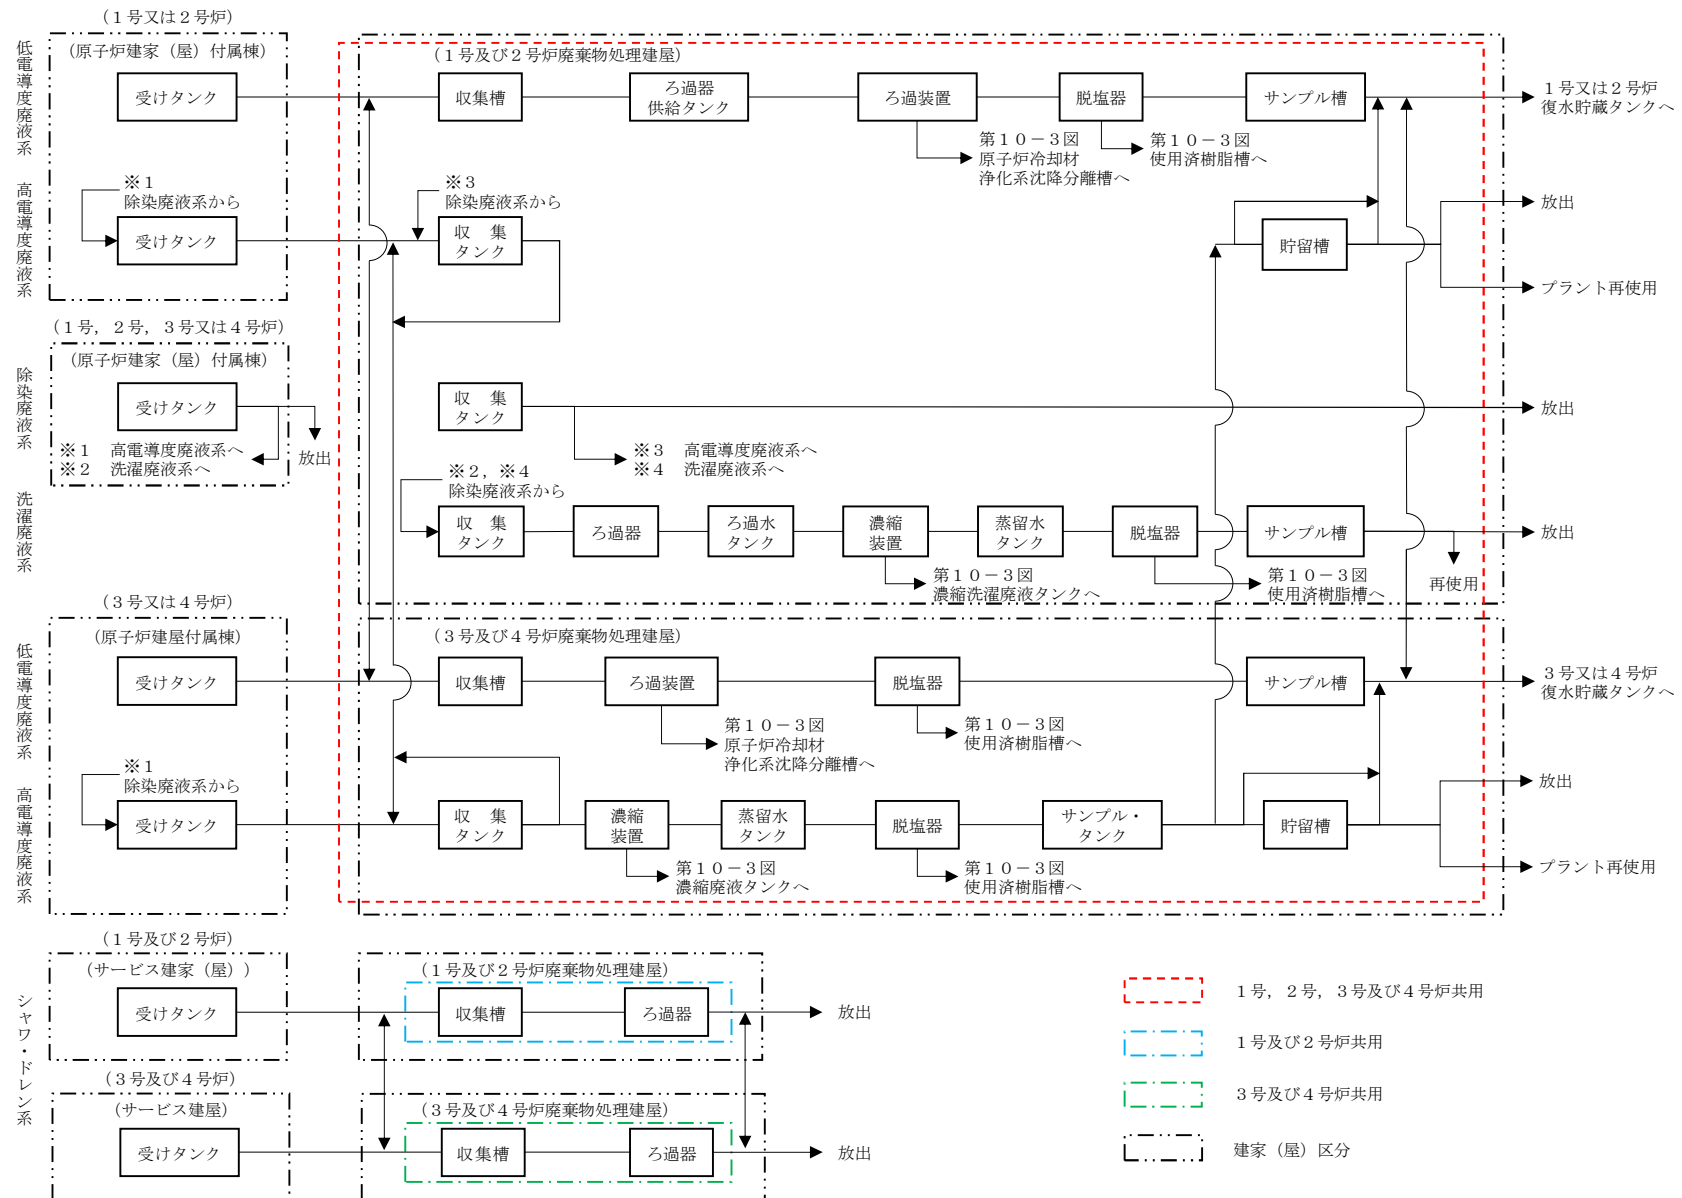 （１号又は２号炉）
低電導度廃液系
（原子炉建家（屋）付属棟）
受けタンク
（１号及び２号炉廃棄物処理建屋）
収集槽
ろ過器
供給タンク
ろ過装置
脱塩器
サンプル槽
１号又は２号炉
復水貯蔵タンクへ
第１０－３図
原子炉冷却材
浄化系沈降分離槽へ
第１０－３図
使用済樹脂槽へ
高電導度廃液系
※１
除染廃液系から
受けタンク
※３
除染廃液系から
収　集
タンク
貯留槽
放出
プラント再使用
（１号，２号，３号又は４号炉）
除染廃液系
（原子炉建家（屋）付属棟）
受けタンク
※１　高電導度廃液系へ
※２　洗濯廃液系へ
放出
収　集
タンク
※３　高電導度廃液系へ
※４　洗濯廃液系へ
放出
洗濯廃液系
※２，※４
除染廃液系から
収　集
タンク
ろ過器
ろ過水
タンク
濃縮
装置
蒸留水
タンク
脱塩器
サンプル槽
放出
再使用
第１０－３図
濃縮洗濯廃液タンクへ
第１０－３図
使用済樹脂槽へ
（３号又は４号炉）
低電導度廃液系
（原子炉建屋付属棟）
受けタンク
（３号及び４号炉廃棄物処理建屋）
収集槽
ろ過装置
脱塩器
サンプル槽
３号又は４号炉
復水貯蔵タンクへ
第１０－３図
原子炉冷却材
浄化系沈降分離槽へ
第１０－３図
使用済樹脂槽へ
高電導度廃液系
※１
除染廃液系から
受けタンク
収　集
タンク
濃縮
装置
蒸留水
タンク
脱塩器
サンプル・
タンク
貯留槽
放出
プラント再使用
第１０－３図
濃縮廃液タンクへ
第１０－３図
使用済樹脂槽へ
（１号及び２号炉）
シャワ・ドレン系
（サービス建家（屋））
受けタンク
（１号及び２号炉廃棄物処理建屋）
収集槽
ろ過器
放出
（３号及び４号炉）
（サービス建屋）
受けタンク
（３号及び４号炉廃棄物処理建屋）
収集槽
ろ過器
放出
１号，２号，３号及び４号炉共用
１号及び２号炉共用
３号及び４号炉共用
建家（屋）区分